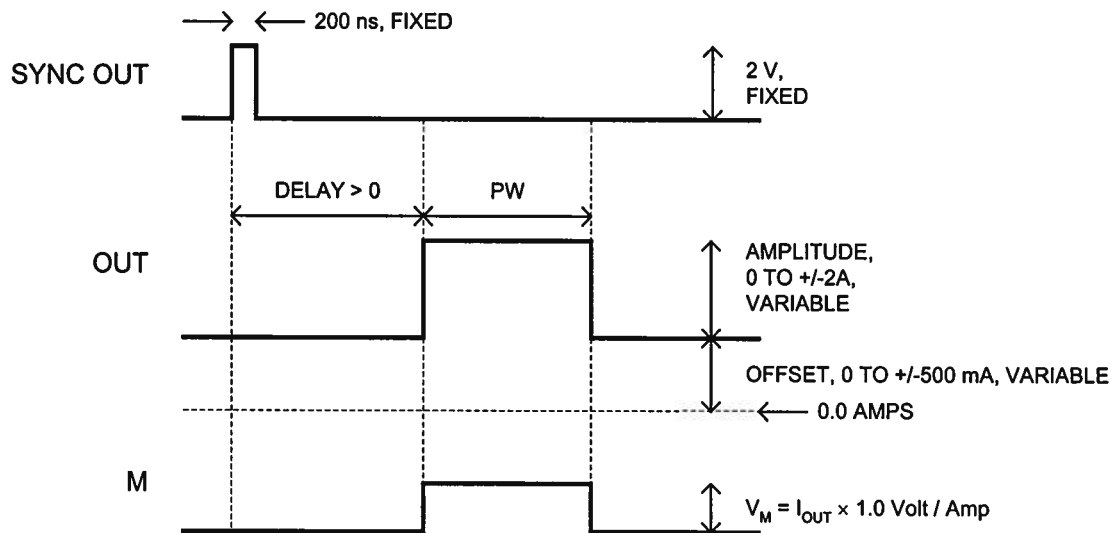 200 ns, FIXED
SYNC OUT
2 V,
FIXED
DELAY > 0
PW
OUT
AMPLITUDE,
0 TO +/-2A,
VARIABLE
OFFSET, 0 TO +/-500 mA, VARIABLE
0.0 AMPS
M
V_M = I_OUT × 1.0 Volt / Amp